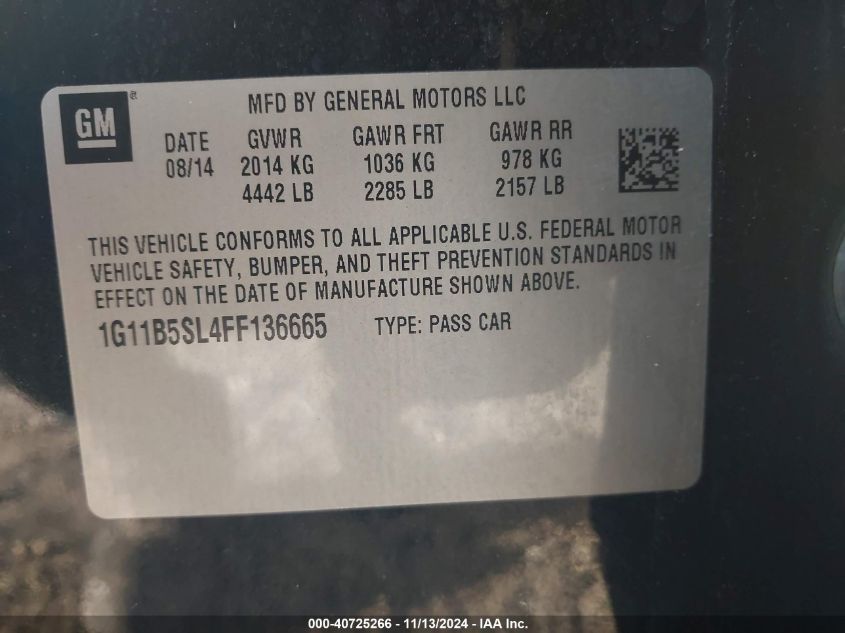 GM®
MFD BY GENERAL MOTORS LLC
DATE GVWR GAWR FRT GAWR RR
08/14 2014 KG 1036 KG 978 KG
4442 LB 2285 LB 2157 LB
THIS VEHICLE CONFORMS TO ALL APPLICABLE U.S. FEDERAL MOTOR
VEHICLE SAFETY, BUMPER, AND THEFT PREVENTION STANDARDS IN
EFFECT ON THE DATE OF MANUFACTURE SHOWN ABOVE.
1G11B5SL4FF136665 TYPE: PASS CAR
000-40725266 - 11/13/2024 - IAA Inc.